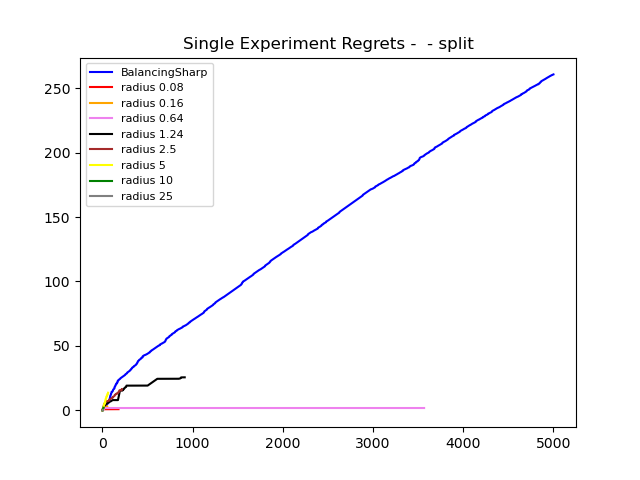 Single Experiment Regrets -  - split
BalancingSharp
radius 0.08
radius 0.16
radius 0.64
radius 1.24
radius 2.5
radius 5
radius 10
radius 25
250
200
150
100
50
0
0 1000 2000 3000 4000 5000